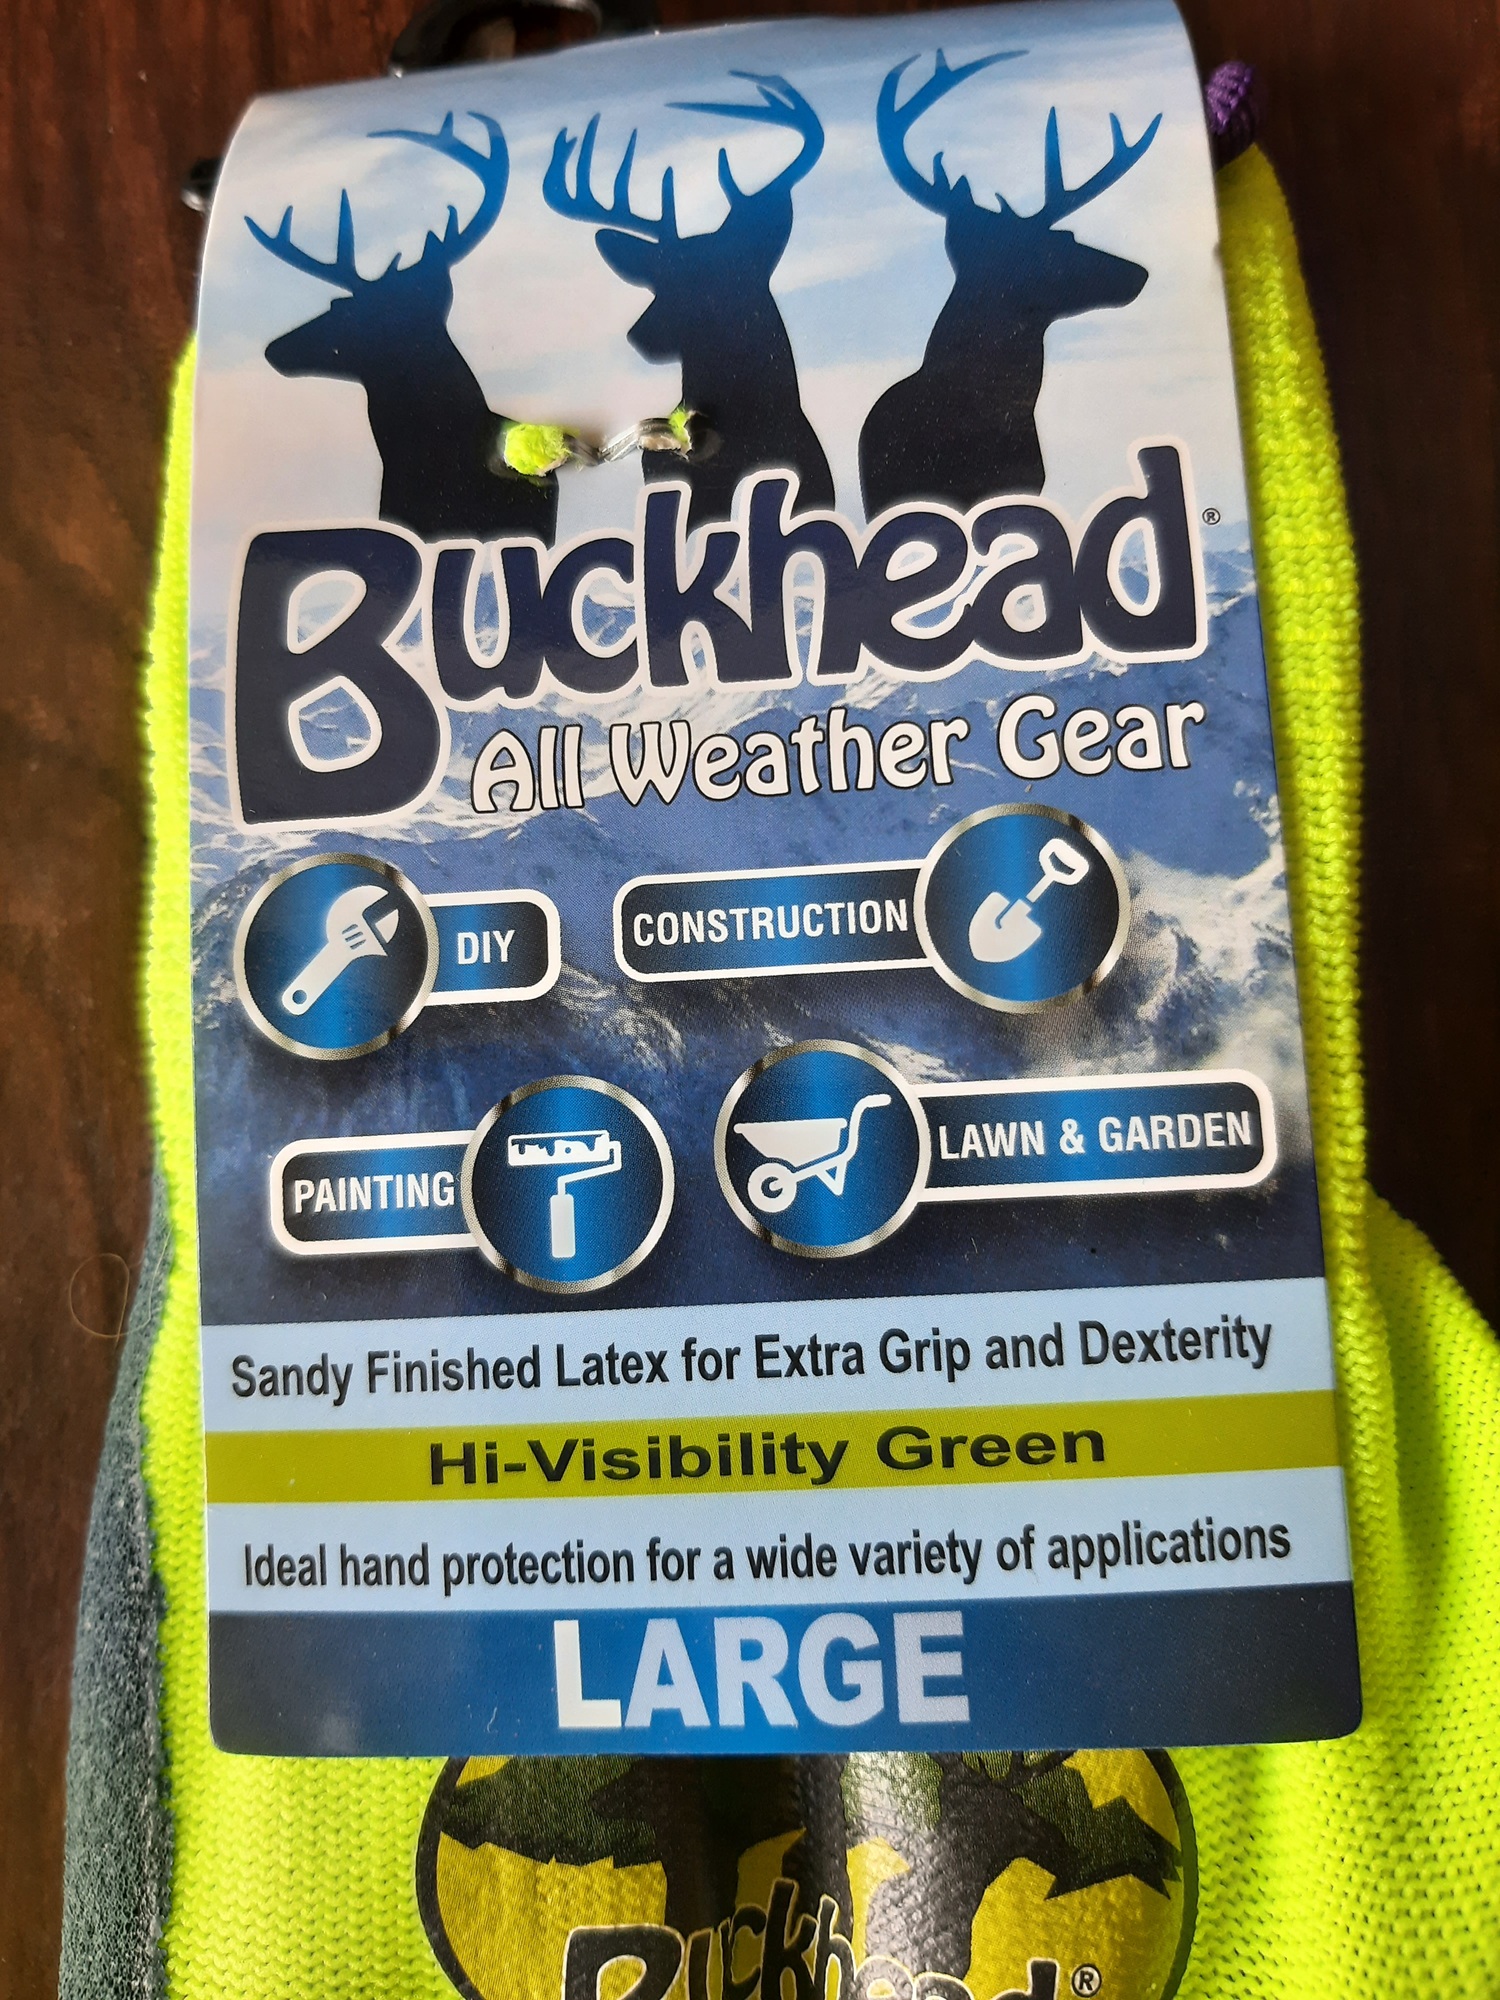 Buckhead®
All Weather Gear
DIY
CONSTRUCTION
PAINTING
LAWN & GARDEN
Sandy Finished Latex for Extra Grip and Dexterity
Hi-Visibility Green
Ideal hand protection for a wide variety of applications
LARGE
Buckhead®